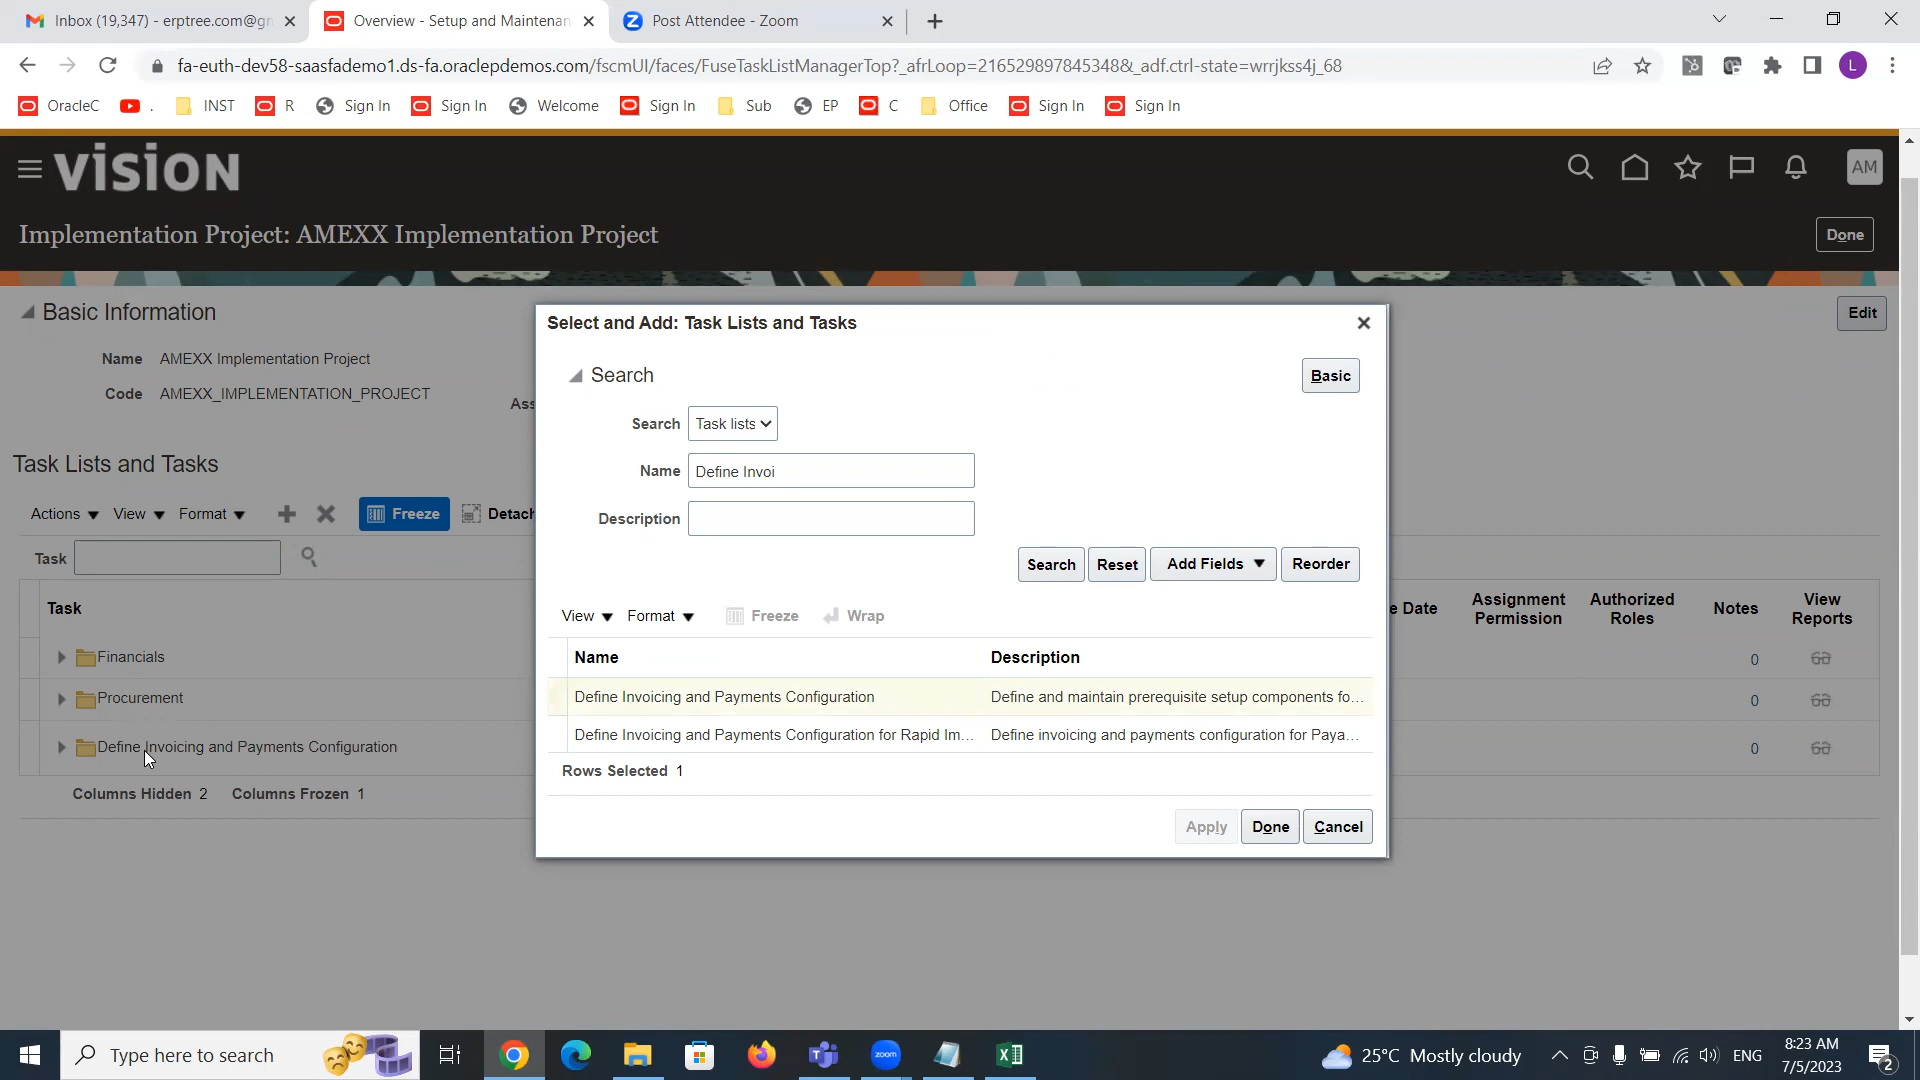 Inbox (19,347) - erptree.com@gm
Overview - Setup and Maintenan
Post Attendee - Zoom
fa-euth-dev58-saasfademo1.ds-fa.oraclepdemos.com/fscmUI/faces/FuseTaskListManagerTop?_afrLoop=216529897845348&_adf.ctrl-state=wrrjkss4j_68
OracleC . INST R Sign In Sign In Welcome Sign In Sub EP C Office Sign In Sign In
VISION
AM
Implementation Project: AMEXX Implementation Project
Done
Basic Information
Edit
Name AMEXX Implementation Project
Code AMEXX_IMPLEMENTATION_PROJECT
Ass
Task Lists and Tasks
Actions View Format Freeze Detach
Task
Task
e Date Assignment Permission Authorized Roles Notes View Reports
Financials 0
Procurement 0
Define Invoicing and Payments Configuration 0
Columns Hidden 2 Columns Frozen 1
Select and Add: Task Lists and Tasks
Search
Basic
Search Task lists
Name Define Invoi
Description
Search Reset Add Fields Reorder
View Format Freeze Wrap
Name Description
Define Invoicing and Payments Configuration Define and maintain prerequisite setup components fo...
Define Invoicing and Payments Configuration for Rapid Im... Define invoicing and payments configuration for Paya...
Rows Selected 1
Apply Done Cancel
Type here to search
zoom
25°C Mostly cloudy
ENG
8:23 AM
7/5/2023
2